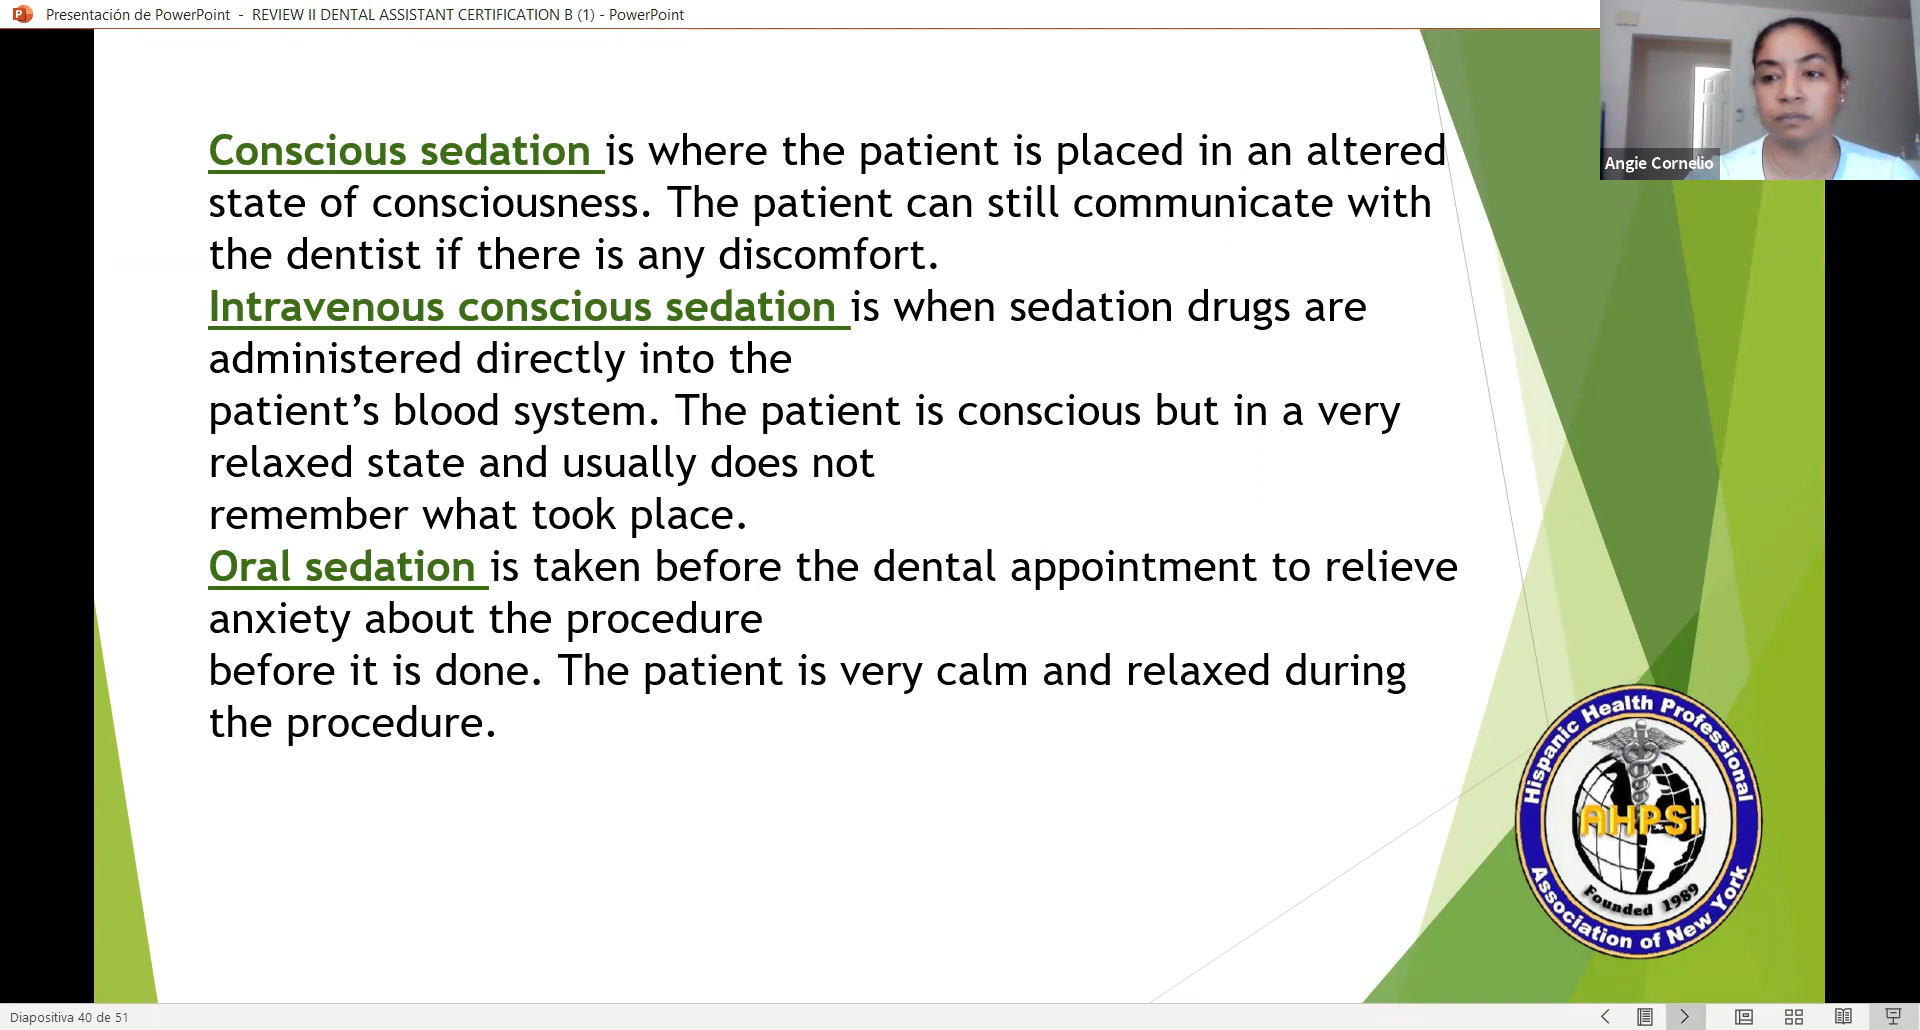 Presentación de PowerPoint - REVIEW II DENTAL ASSISTANT CERTIFICATION B (1) - PowerPoint
Angie Cornelio
Conscious sedation is where the patient is placed in an altered
state of consciousness. The patient can still communicate with
the dentist if there is any discomfort.
Intravenous conscious sedation is when sedation drugs are
administered directly into the
patient’s blood system. The patient is conscious but in a very
relaxed state and usually does not
remember what took place.
Oral sedation is taken before the dental appointment to relieve
anxiety about the procedure
before it is done. The patient is very calm and relaxed during
the procedure.
Hispanic Health Professional
AHPSI
Founded 1989
Association of New York
Diapositiva 40 de 51